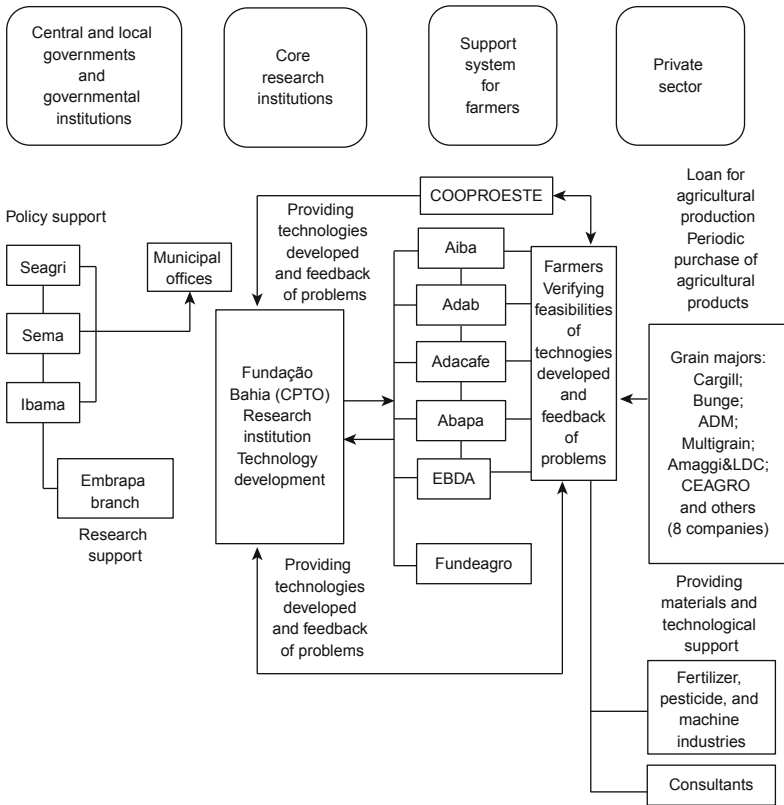 Central and local
governments
and
governmental
institutions
Core
research
institutions
Support
system
for
farmers
Private
sector
Policy support
Seagri
Sema
Ibama
Embrapa
branch
Research
support
Municipal
offices
Providing
technologies
developed
and feedback
of problems
Fundação
Bahia (CPTO)
Research
institution
Technology
development
Providing
technologies
developed
and feedback
of problems
COOPROESTE
Aiba
Adab
Adacafe
Abapa
EBDA
Fundeagro
Farmers
Verifying
feasibilities
of
technogies
developed
and
feedback
of
problems
Loan for
agricultural
production
Periodic
purchase of
agricultural
products
Grain majors:
Cargill;
Bunge;
ADM;
Multigrain;
Amaggi&LDC;
CEAGRO
and others
(8 companies)
Providing
materials and
technological
support
Fertilizer,
pesticide, and
machine
industries
Consultants